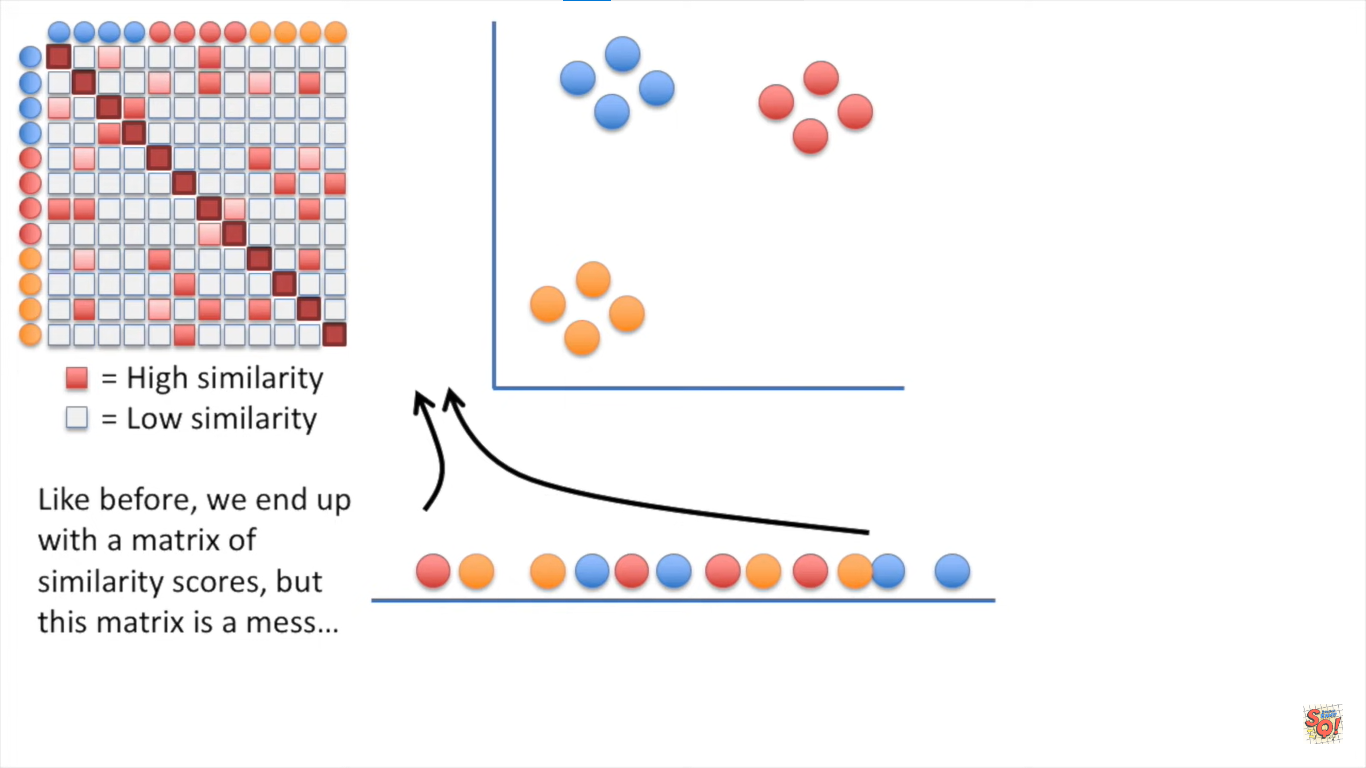 = High similarity
= Low similarity
Like before, we end up
with a matrix of
similarity scores, but
this matrix is a mess...
SQ!